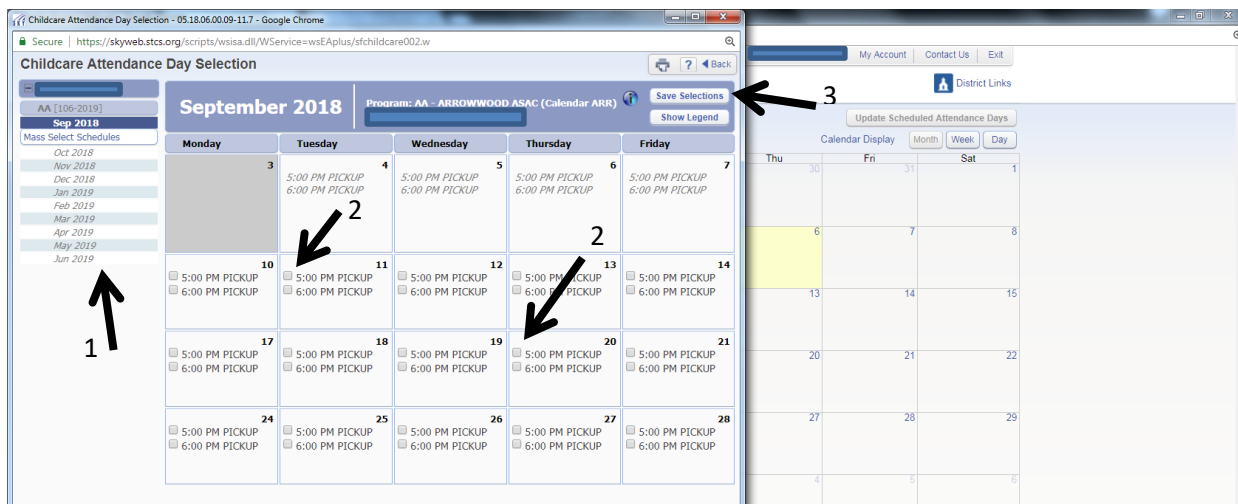 Childcare Attendance Day Selection - 05.18.06.00.09-11.7 - Google Chrome
Secure | https://skyweb.stcs.org/scripts/wsisa.dll/WService=wsEAplus/sfchildcare002.w
Childcare Attendance Day Selection
? Back
AA [106-2019]
Sep 2018
Mass Select Schedules
Oct 2018
Nov 2018
Dec 2018
Jan 2019
Feb 2019
Mar 2019
Apr 2019
May 2019
Jun 2019
1
September 2018
Program: AA - ARROWWOOD ASAC (Calendar ARR)
Save Selections
Show Legend
3
Monday Tuesday Wednesday Thursday Friday
3 4 5 6 7
5:00 PM PICKUP 5:00 PM PICKUP 5:00 PM PICKUP 5:00 PM PICKUP
6:00 PM PICKUP 6:00 PM PICKUP 6:00 PM PICKUP 6:00 PM PICKUP
2 2
10 11 12 13 14
5:00 PM PICKUP 5:00 PM PICKUP 5:00 PM PICKUP 5:00 PM PICKUP 5:00 PM PICKUP
6:00 PM PICKUP 6:00 PM PICKUP 6:00 PM PICKUP 6:00 PM PICKUP 6:00 PM PICKUP
17 18 19 20 21
5:00 PM PICKUP 5:00 PM PICKUP 5:00 PM PICKUP 5:00 PM PICKUP 5:00 PM PICKUP
6:00 PM PICKUP 6:00 PM PICKUP 6:00 PM PICKUP 6:00 PM PICKUP 6:00 PM PICKUP
24 25 26 27 28
5:00 PM PICKUP 5:00 PM PICKUP 5:00 PM PICKUP 5:00 PM PICKUP 5:00 PM PICKUP
6:00 PM PICKUP 6:00 PM PICKUP 6:00 PM PICKUP 6:00 PM PICKUP 6:00 PM PICKUP
My Account Contact Us Exit
District Links
Update Scheduled Attendance Days
Calendar Display Month Week Day
Thu Fri Sat
30 31 1
6 7 8
13 14 15
20 21 22
27 28 29
4 5 6